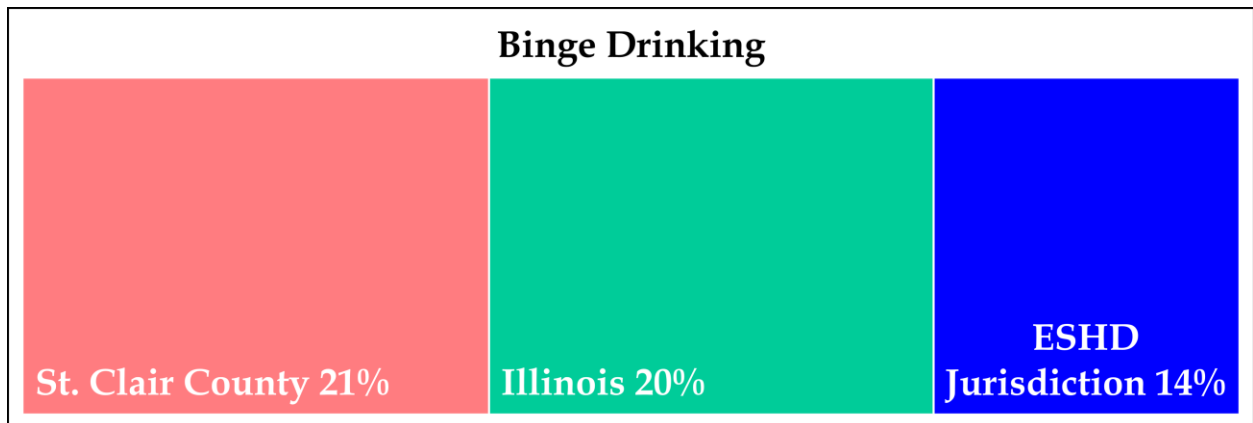 Binge Drinking
St. Clair County 21%
Illinois 20%
ESHD
Jurisdiction 14%